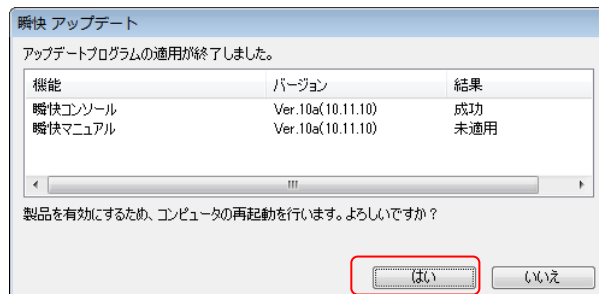 瞬快 アップデート
アップデートプログラムの適用が終了しました。
機能 バージョン 結果
瞬快コンソール Ver.10a(10.11.10) 成功
瞬快マニュアル Ver.10a(10.11.10) 未適用
製品を有効にするため、コンピュータの再起動を行います。よろしいですか？
はい いいえ